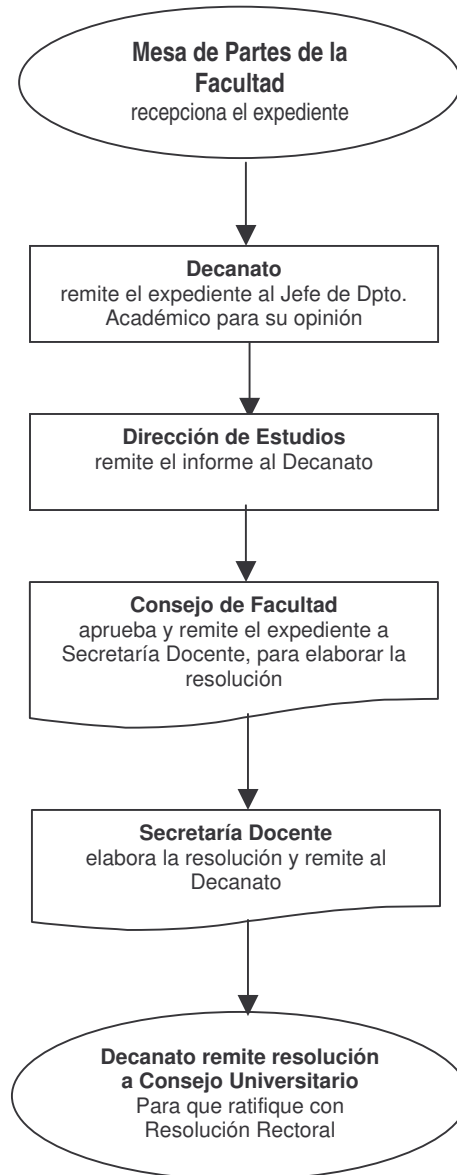 Mesa de Partes de la
Facultad
recepciona el expediente
Decanato
remite el expediente al Jefe de Dpto.
Académico para su opinión
Dirección de Estudios
remite el informe al Decanato
Consejo de Facultad
aprueba y remite el expediente a
Secretaría Docente, para elaborar la
resolución
Secretaría Docente
elabora la resolución y remite al
Decanato
Decanato remite resolución
a Consejo Universitario
Para que ratifique con
Resolución Rectoral